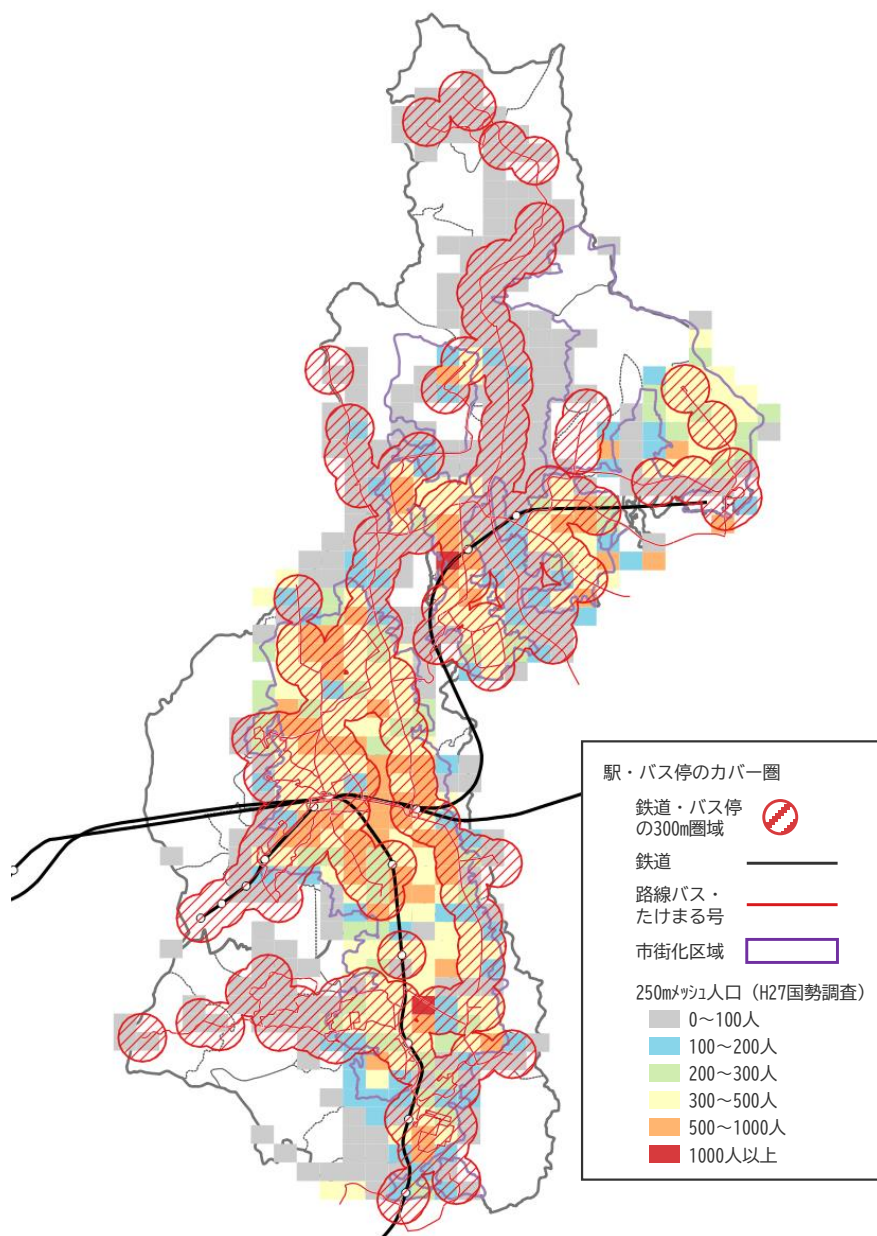 駅・バス停のカバー圏
鉄道・バス停
の300m圏域
鉄道
路線バス・
たけまる号
市街化区域
250mﾒｯｼｭ人口（H27国勢調査）
0～100人
100～200人
200～300人
300～500人
500～1000人
1000人以上